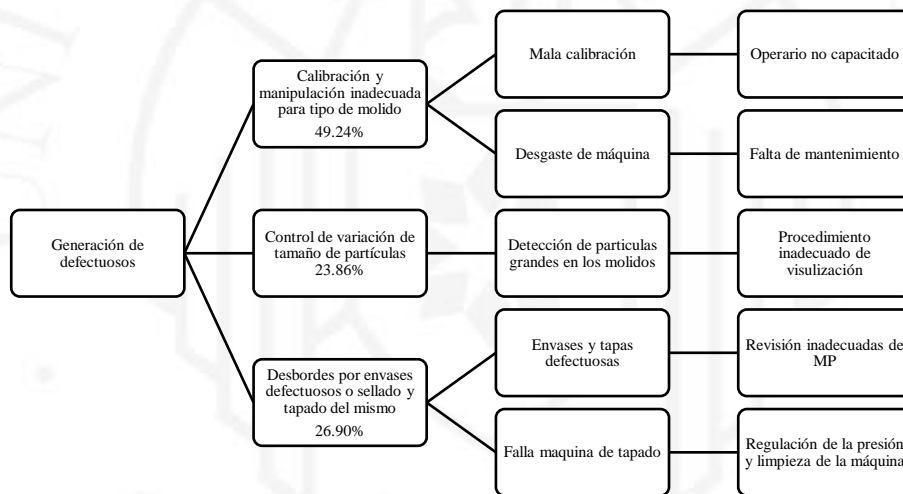 Generación de
defectuosos
Calibración y
manipulación inadecuada
para tipo de molido
49.24%
Control de variación de
tamaño de partículas
23.86%
Desbordes por envases
defectuosos o sellado y
tapado del mismo
26.90%
Mala calibración
Desgaste de máquina
Detección de particulas
grandes en los molidos
Envases y tapas
defectuosas
Falla maquina de tapado
Operario no capacitado
Falta de mantenimiento
Procedimiento
inadecuado de
visulización
Revisión inadecuadas de
MP
Regulación de la presión
y limpieza de la máquina